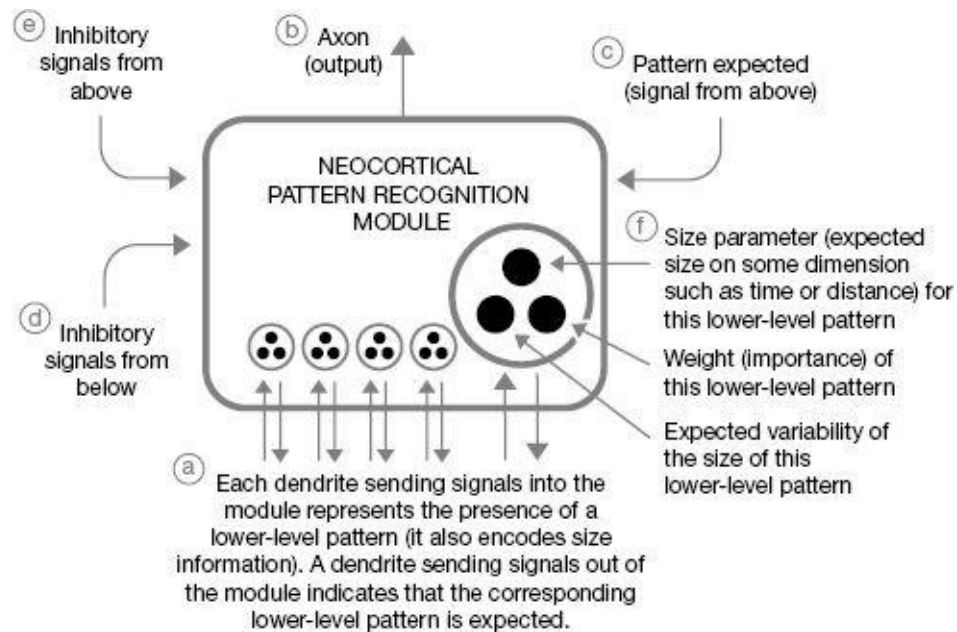 e Inhibitory
signals from
above
b Axon
(output)
c Pattern expected
(signal from above)
NEOCORTICAL
PATTERN RECOGNITION
MODULE
f Size parameter (expected
size on some dimension
such as time or distance) for
this lower-level pattern
d Inhibitory
signals from
below
Weight (importance) of
this lower-level pattern
Expected variability of
the size of this
lower-level pattern
a Each dendrite sending signals into the
module represents the presence of a
lower-level pattern (it also encodes size
information). A dendrite sending signals out of
the module indicates that the corresponding
lower-level pattern is expected.